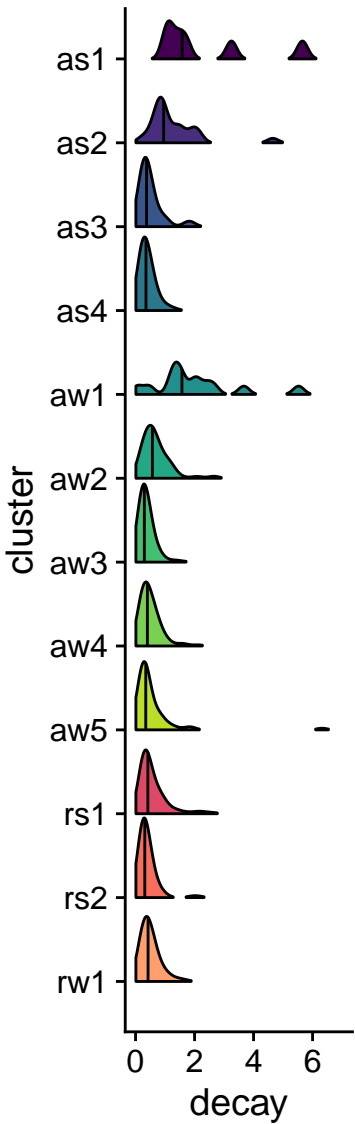 as1
as2
as3
as4
aw1
aw2
aw3
aw4
aw5
rs1
rs2
rw1
cluster
0 2 4 6
decay